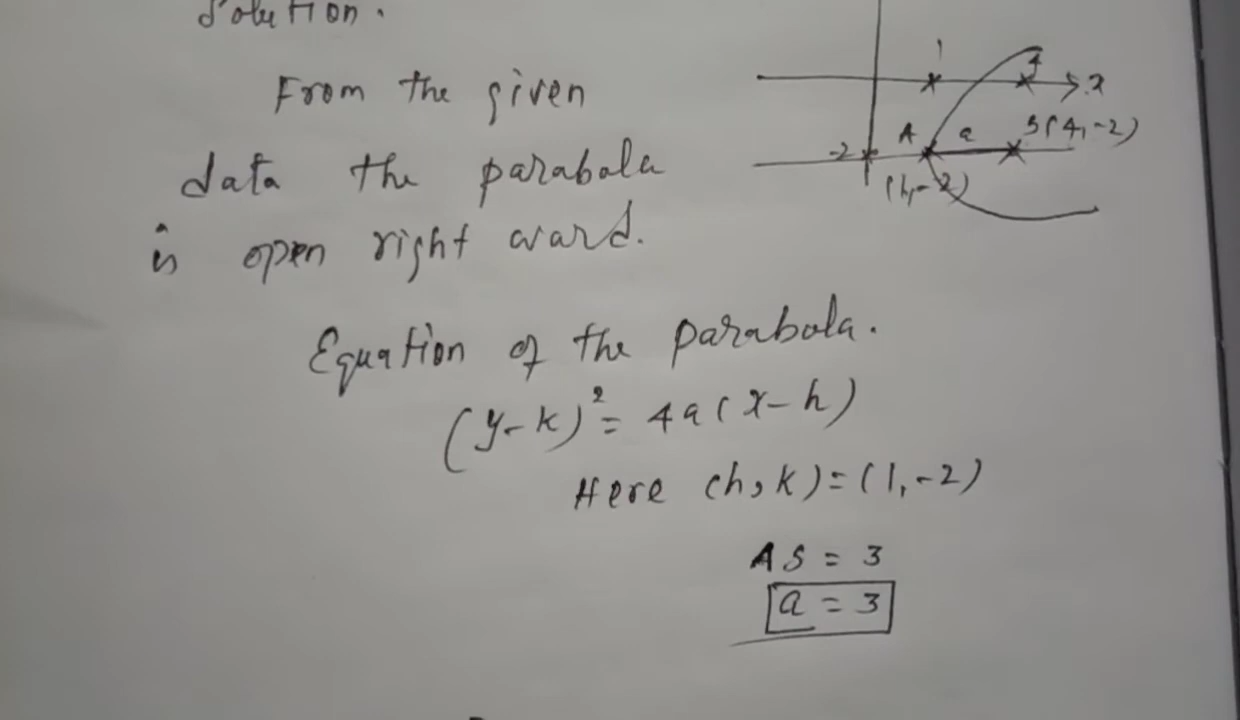 Solution.
From the given
data the parabola
is open right ward.
Equation of the parabola.
(y-k)² = 4a(x-h)
Here (h,k)=(1,-2)
AS = 3
a = 3
1
4
x
A
a
S(4,-2)
-2
(1,-2)